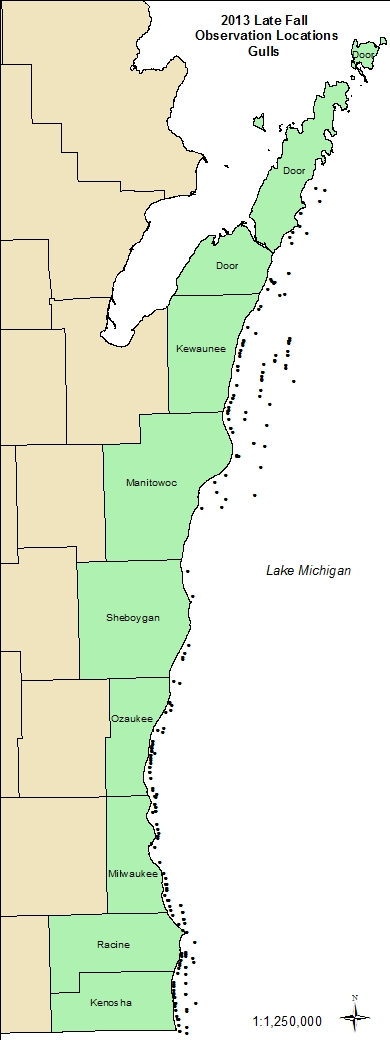 2013 Late Fall
Observation Locations
Gulls
Door
Door
Door
Kewaunee
Manitowoc
Lake Michigan
Sheboygan
Ozaukee
Milwaukee
Racine
Kenosha
N
1:1,250,000